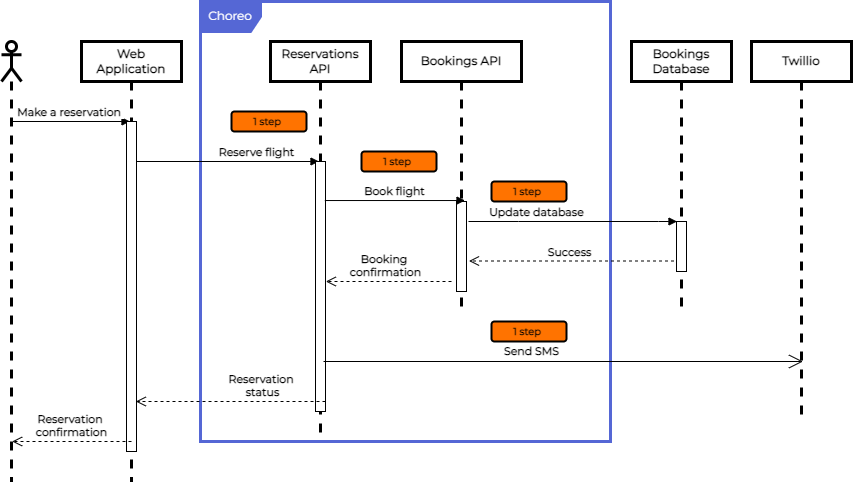 Choreo
Web
Application
Reservations
API
Bookings API
Bookings
Database
Twillio
Make a reservation
1 step
Reserve flight
1 step
Book flight
1 step
Update database
Success
Booking
confirmation
1 step
Send SMS
Reservation
status
Reservation
confirmation